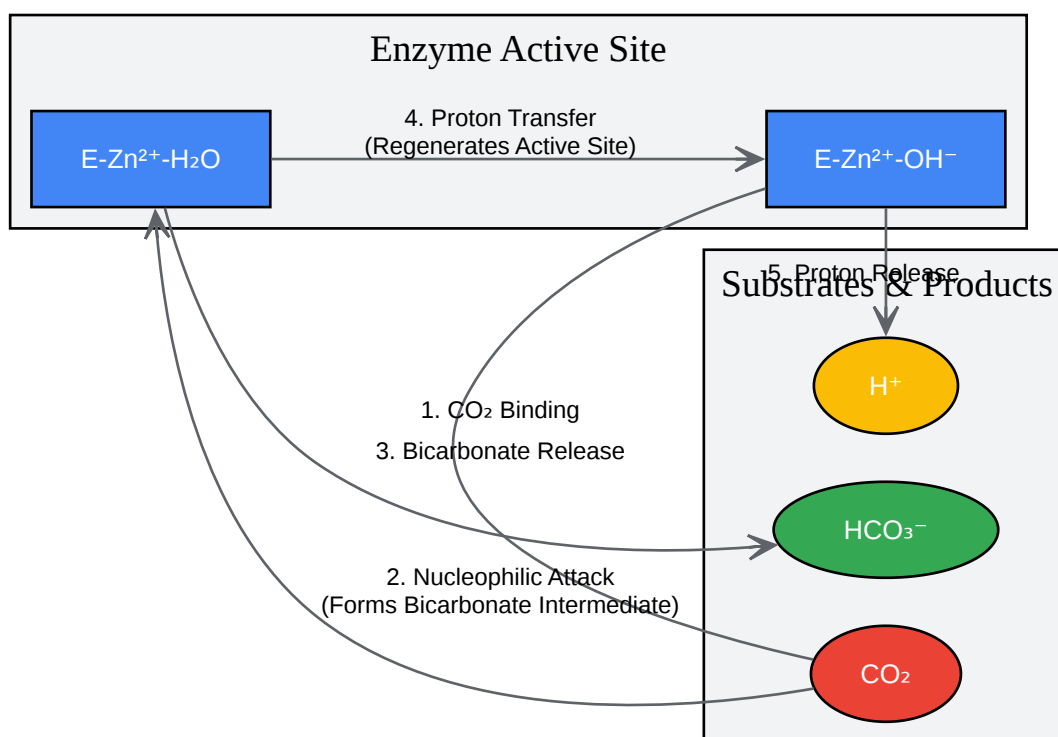 Enzyme Active Site
4. Proton Transfer
(Regenerates Active Site)
E-Zn²⁺-H₂O
E-Zn²⁺-OH⁻
5. Proton Release
Substrates & Products
H⁺
1. CO₂ Binding
3. Bicarbonate Release
HCO₃⁻
2. Nucleophilic Attack
(Forms Bicarbonate Intermediate)
CO₂